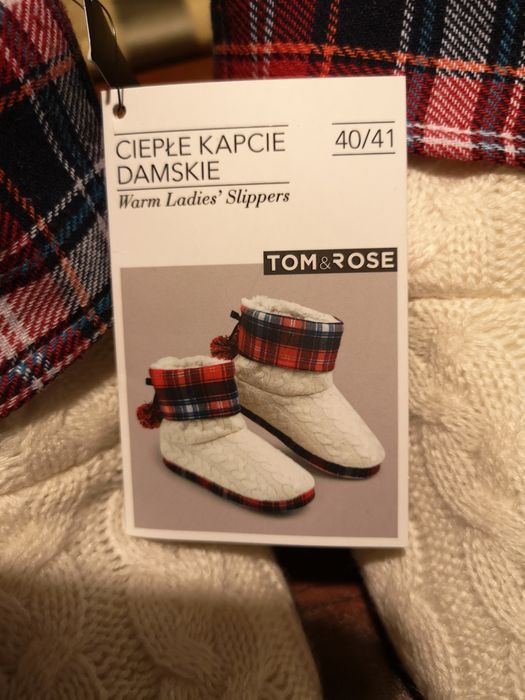 CIEPŁE KAPCIE
DAMSKIE
40/41
Warm Ladies' Slippers
TOM&ROSE